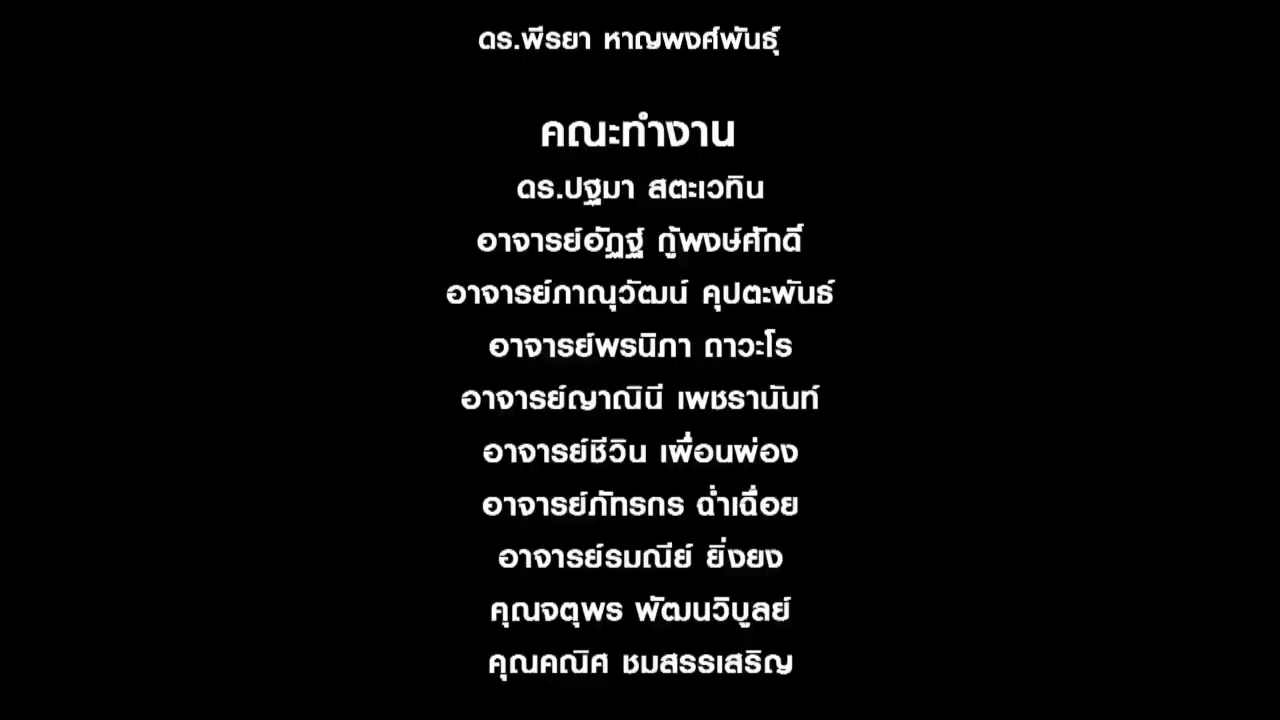 ดร.พีรยา หาญพงศ์พันธุ์
คณะทำงาน
ดร.ปฐมา สตะเวทิน
อาจารย์อัฏฐ์ กู้พงษ์ศักดิ์
อาจารย์ภาณุวัฒน์ คุปตะพันธ์
อาจารย์พรนิภา ถาวะโร
อาจารย์ญาณินี เพชรานันท์
อาจารย์ชีวิน เผื่อนผ่อง
อาจารย์ภัทรกร ฉ่ำเฉื่อย
อาจารย์รมณีย์ ยิ่งยง
คุณจตุพร พัฒนวิบูลย์
คุณคณิศ ชมสรรเสริญ